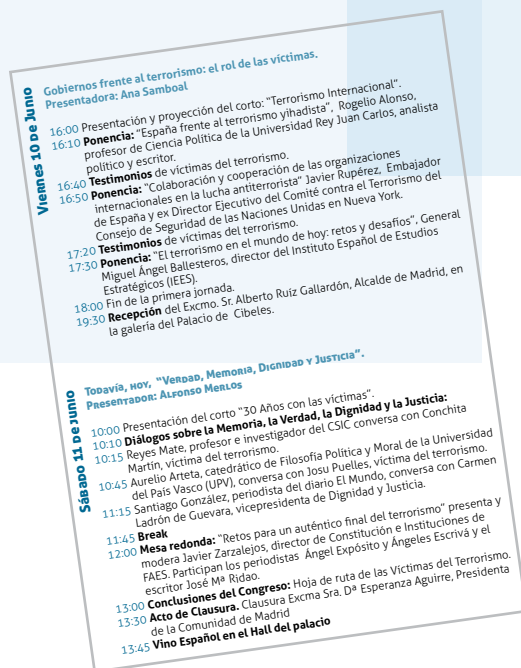 Viernes 10 de Junio
Gobiernos frente al terrorismo: el rol de las víctimas.
Presentadora: Ana Samboal
16:00 Presentación y proyección del corto: “Terrorismo Internacional”.
16:10 Ponencia: “España frente al terrorismo yihadista”, Rogelio Alonso,
profesor de Ciencia Política de la Universidad Rey Juan Carlos, analista
político y escritor.
16:40 Testimonios de víctimas del terrorismo.
16:50 Ponencia: “Colaboración y cooperación de las organizaciones
internacionales en la lucha antiterrorista” Javier Rupérez, Embajador
de España y ex Director Ejecutivo del Comité contra el Terrorismo del
Consejo de Seguridad de las Naciones Unidas en Nueva York.
17:20 Testimonios de víctimas del terrorismo.
17:30 Ponencia: “El terrorismo en el mundo de hoy: retos y desafíos”, General
Miguel Ángel Ballesteros, director del Instituto Español de Estudios
Estratégicos (IEES).
18:00 Fin de la primera jornada.
19:30 Recepción del Excmo. Sr. Alberto Ruíz Gallardón, Alcalde de Madrid, en
la galería del Palacio de Cibeles.
Sábado 11 de junio
Todavía, hoy, “Verdad, Memoria, Dignidad y Justicia”.
Presentador: Alfonso Merlos
10:00 Presentación del corto “30 Años con las víctimas”.
10:10 Diálogos sobre la Memoria, la Verdad, la Dignidad y la Justicia:
10:15 Reyes Mate, profesor e investigador del CSIC conversa con Conchita
Martín, víctima del terrorismo.
10:45 Aurelio Arteta, catedrático de Filosofía Política y Moral de la Universidad
del País Vasco (UPV), conversa con Josu Puelles, víctima del terrorismo.
11:15 Santiago González, periodista del diario El Mundo, conversa con Carmen
Ladrón de Guevara, vicepresidenta de Dignidad y Justicia.
11:45 Break
12:00 Mesa redonda: “Retos para un auténtico final del terrorismo” presenta y
modera Javier Zarzalejos, director de Constitución e Instituciones de
FAES. Participan los periodistas Ángel Expósito y Ángeles Escrivá y el
escritor José Mª Ridao.
13:00 Conclusiones del Congreso: Hoja de ruta de las Víctimas del Terrorismo.
13:30 Acto de Clausura. Clausura Excma Sra. Dª Esperanza Aguirre, Presidenta
de la Comunidad de Madrid
13:45 Vino Español en el Hall del palacio